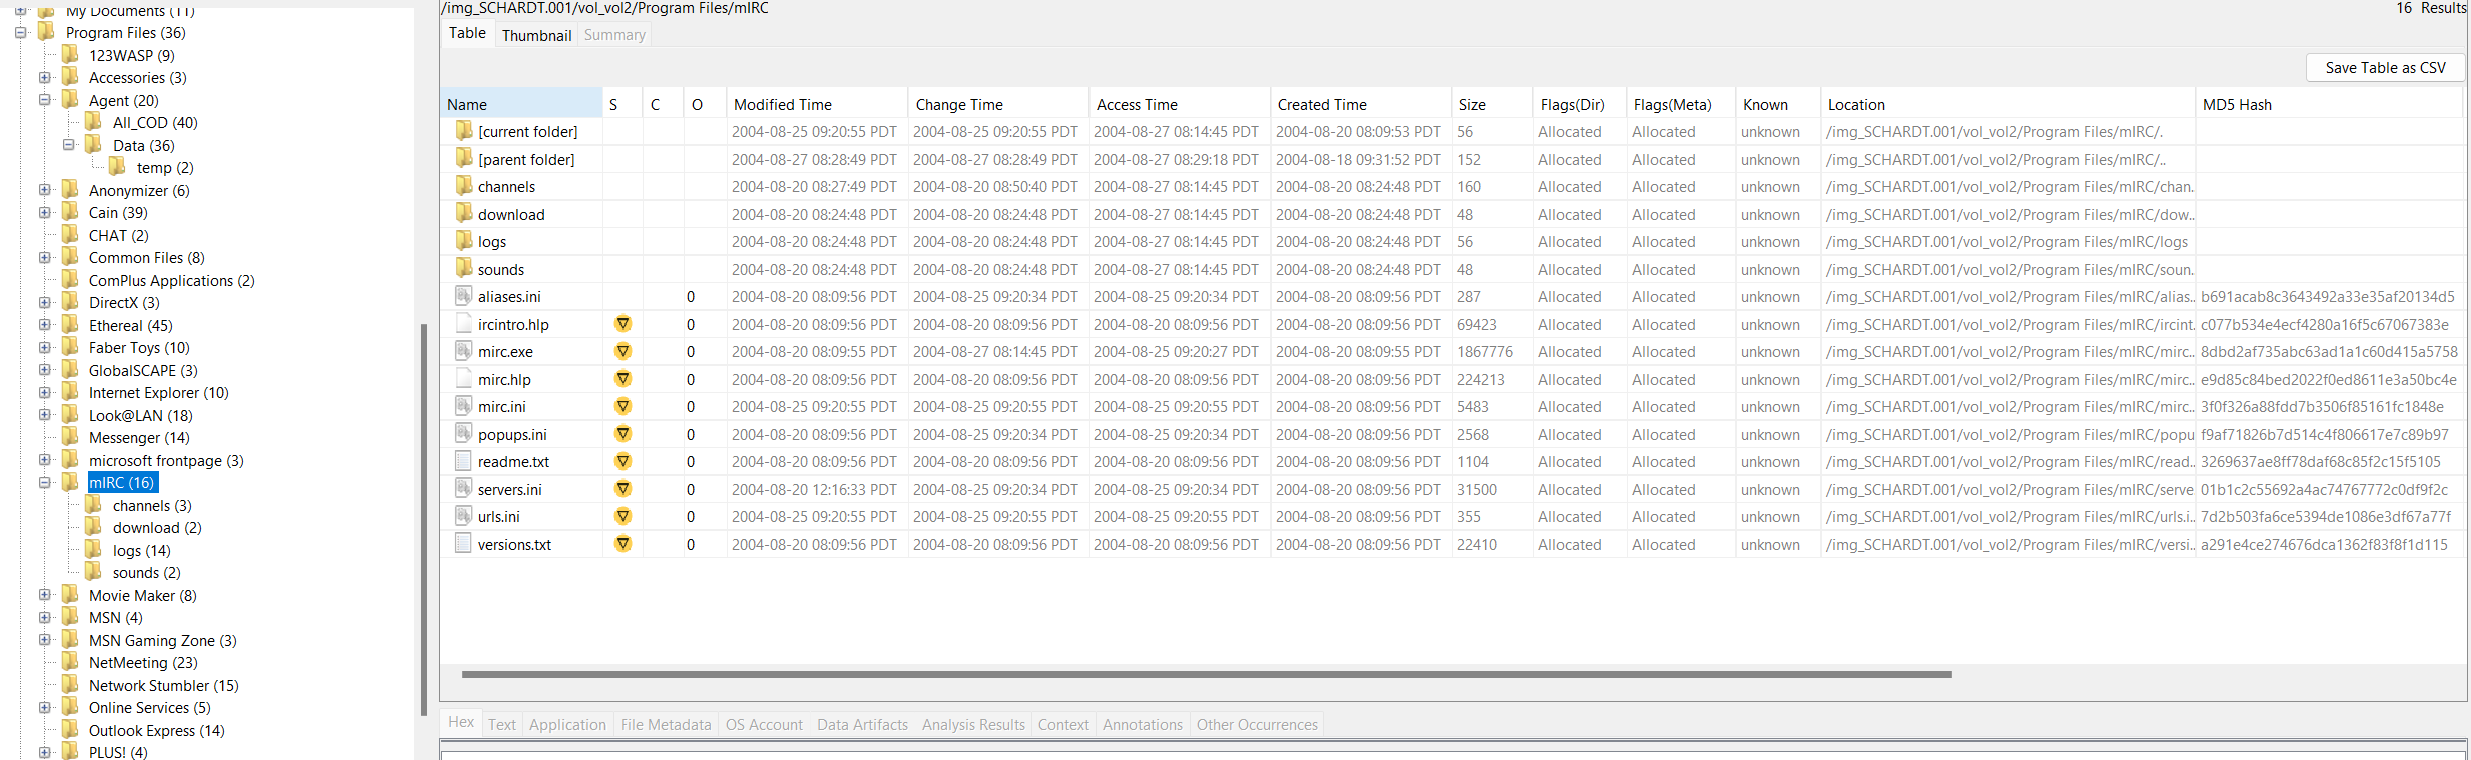 My Documents (11)
Program Files (36)
123WASP (9)
Accessories (3)
Agent (20)
All_COD (40)
Data (36)
temp (2)
Anonymizer (6)
Cain (39)
CHAT (2)
Common Files (8)
ComPlus Applications (2)
DirectX (3)
Ethereal (45)
Faber Toys (10)
GlobalSCAPE (3)
Internet Explorer (10)
Look@LAN (18)
Messenger (14)
microsoft frontpage (3)
mIRC (16)
channels (3)
download (2)
logs (14)
sounds (2)
Movie Maker (8)
MSN (4)
MSN Gaming Zone (3)
NetMeeting (23)
Network Stumbler (15)
Online Services (5)
Outlook Express (14)
PLUS! (4)
/img_SCHARDT.001/vol_vol2/Program Files/mIRC 16 Results
Table Thumbnail Summary
Save Table as CSV
Name S C O Modified Time Change Time Access Time Created Time Size Flags(Dir) Flags(Meta) Known Location MD5 Hash
[current folder] 2004-08-25 09:20:55 PDT 2004-08-25 09:20:55 PDT 2004-08-27 08:14:45 PDT 2004-08-20 08:09:53 PDT 56 Allocated Allocated unknown /img_SCHARDT.001/vol_vol2/Program Files/mIRC/.
[parent folder] 2004-08-27 08:28:49 PDT 2004-08-27 08:28:49 PDT 2004-08-27 08:29:18 PDT 2004-08-18 09:31:52 PDT 152 Allocated Allocated unknown /img_SCHARDT.001/vol_vol2/Program Files/mIRC/..
channels 2004-08-20 08:27:49 PDT 2004-08-20 08:50:40 PDT 2004-08-27 08:14:45 PDT 2004-08-20 08:24:48 PDT 160 Allocated Allocated unknown /img_SCHARDT.001/vol_vol2/Program Files/mIRC/chan.
download 2004-08-20 08:24:48 PDT 2004-08-20 08:24:48 PDT 2004-08-27 08:14:45 PDT 2004-08-20 08:24:48 PDT 48 Allocated Allocated unknown /img_SCHARDT.001/vol_vol2/Program Files/mIRC/dow..
logs 2004-08-20 08:24:48 PDT 2004-08-20 08:24:48 PDT 2004-08-27 08:14:45 PDT 2004-08-20 08:24:48 PDT 56 Allocated Allocated unknown /img_SCHARDT.001/vol_vol2/Program Files/mIRC/logs
sounds 2004-08-20 08:24:48 PDT 2004-08-20 08:24:48 PDT 2004-08-27 08:14:45 PDT 2004-08-20 08:24:48 PDT 48 Allocated Allocated unknown /img_SCHARDT.001/vol_vol2/Program Files/mIRC/soun.
aliases.ini 0 2004-08-20 08:09:56 PDT 2004-08-25 09:20:34 PDT 2004-08-25 09:20:34 PDT 2004-08-20 08:09:56 PDT 287 Allocated Allocated unknown /img_SCHARDT.001/vol_vol2/Program Files/mIRC/alias.. b691acab8c3643492a33e35af20134d5
ircintro.hlp 0 2004-08-20 08:09:56 PDT 2004-08-20 08:09:56 PDT 2004-08-20 08:09:56 PDT 2004-08-20 08:09:56 PDT 69423 Allocated Allocated unknown /img_SCHARDT.001/vol_vol2/Program Files/mIRC/ircint. c077b534e4ecf4280a16f5c67067383e
mirc.exe 0 2004-08-20 08:09:55 PDT 2004-08-27 08:14:45 PDT 2004-08-25 09:20:27 PDT 2004-08-20 08:09:55 PDT 1867776 Allocated Allocated unknown /img_SCHARDT.001/vol_vol2/Program Files/mIRC/mirc.. 8dbd2af735abc63ad1a1c60d415a5758
mirc.hlp 0 2004-08-20 08:09:56 PDT 2004-08-20 08:09:56 PDT 2004-08-20 08:09:56 PDT 2004-08-20 08:09:56 PDT 224213 Allocated Allocated unknown /img_SCHARDT.001/vol_vol2/Program Files/mIRC/mirc.. e9d85c84bed2022f0ed8611e3a50bc4e
mirc.ini 0 2004-08-25 09:20:55 PDT 2004-08-25 09:20:55 PDT 2004-08-25 09:20:55 PDT 2004-08-20 08:09:56 PDT 5483 Allocated Allocated unknown /img_SCHARDT.001/vol_vol2/Program Files/mIRC/mirc.. 3f0f326a88fdd7b3506f85161fc1848e
popups.ini 0 2004-08-20 08:09:56 PDT 2004-08-25 09:20:34 PDT 2004-08-25 09:20:34 PDT 2004-08-20 08:09:56 PDT 2568 Allocated Allocated unknown /img_SCHARDT.001/vol_vol2/Program Files/mIRC/popu f9af71826b7d514c4f806617e7c89b97
readme.txt 0 2004-08-20 08:09:56 PDT 2004-08-20 08:09:56 PDT 2004-08-20 08:09:56 PDT 2004-08-20 08:09:56 PDT 1104 Allocated Allocated unknown /img_SCHARDT.001/vol_vol2/Program Files/mIRC/read.. 3269637ae8ff78daf68c85f2c15f5105
servers.ini 0 2004-08-20 12:16:33 PDT 2004-08-25 09:20:34 PDT 2004-08-25 09:20:34 PDT 2004-08-20 08:09:56 PDT 31500 Allocated Allocated unknown /img_SCHARDT.001/vol_vol2/Program Files/mIRC/serve 01b1c2c55692a4ac74767772c0df9f2c
urls.ini 0 2004-08-25 09:20:55 PDT 2004-08-25 09:20:55 PDT 2004-08-25 09:20:55 PDT 2004-08-20 08:09:56 PDT 355 Allocated Allocated unknown /img_SCHARDT.001/vol_vol2/Program Files/mIRC/urls.i.. 7d2b503fa6ce5394de1086e3df67a77f
versions.txt 0 2004-08-20 08:09:56 PDT 2004-08-20 08:09:56 PDT 2004-08-20 08:09:56 PDT 2004-08-20 08:09:56 PDT 22410 Allocated Allocated unknown /img_SCHARDT.001/vol_vol2/Program Files/mIRC/versi.. a291e4ce274676dca1362f83f8f1d115
Hex Text Application File Metadata OS Account Data Artifacts Analysis Results Context Annotations Other Occurrences